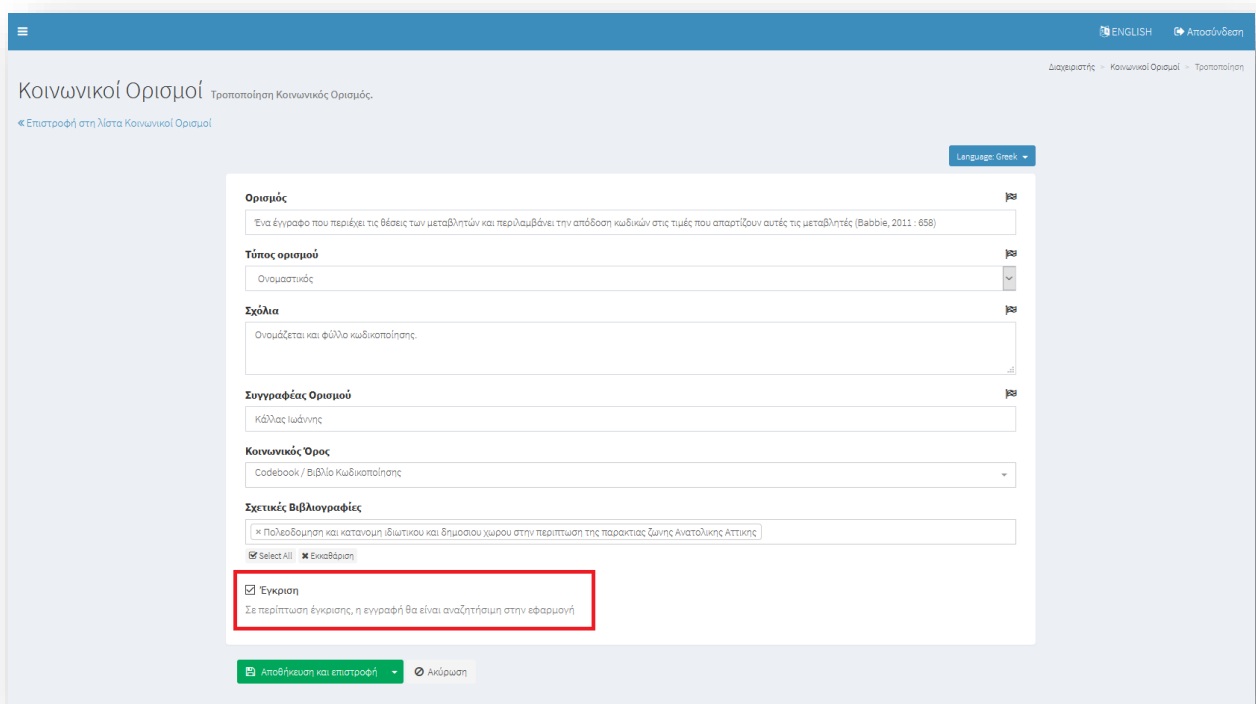 ENGLISH Αποσύνδεση
Διαχειριστής > Κοινωνικοί Ορισμοί > Τροποποίηση
Κοινωνικοί Ορισμοί Τροποποίηση Κοινωνικός Ορισμός.
« Επιστροφή στη λίστα Κοινωνικοί Ορισμοί
Language: Greek
Ορισμός
Ένα έγγραφο που περιέχει τις θέσεις των μεταβλητών και περιλαμβάνει την απόδοση κωδικών στις τιμές που απαρτίζουν αυτές τις μεταβλητές (Babbie, 2011 : 658)
Τύπος ορισμού
Ονομαστικός
Σχόλια
Ονομάζεται και φύλλο κωδικοποίησης.
Συγγραφέας Ορισμού
Κάλλας Ιωάννης
Κοινωνικός Όρος
Codebook / Βιβλίο Κωδικοποίησης
Σχετικές Βιβλιογραφίες
× Πολεοδομηση και κατανομη ιδιωτικου και δημοσιου χωρου στην περιπτωση της παρακτιας ζωνης Ανατολικης Αττικης
Select All Εκκαθάριση
Έγκριση
Σε περίπτωση έγκρισης, η εγγραφή θα είναι αναζητήσιμη στην εφαρμογή
Αποθήκευση και επιστροφή Ακύρωση